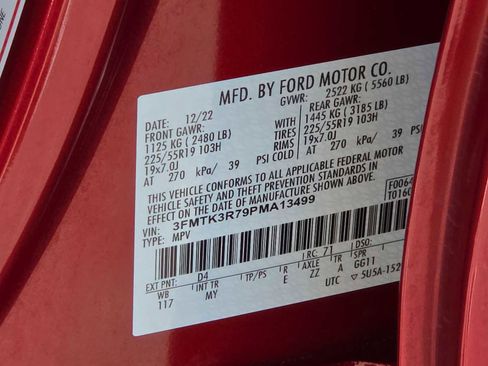 MFD. BY FORD MOTOR CO.
DATE: 12/22 GVWR: 2522 KG ( 5560 LB)
FRONT GAWR: REAR GAWR:
1125 KG ( 2480 LB) WITH 1445 KG ( 3185 LB)
225/55R19 103H TIRES 225/55R19 103H
19x7.0J RIMS 19x7.0J
AT 270 kPa/ 39 PSI COLD AT 270 kPa/ 39
THIS VEHICLE CONFORMS TO ALL APPLICABLE FEDERAL MOTOR
VEHICLE SAFETY AND THEFT PREVENTION STANDARDS IN
EFFECT ON THE DATE OF MANUFACTURE SHOWN ABOVE.
VIN: 3FMTK3R79PMA13499
TYPE: MPV
F0064
T0160
EXT PNT: D4 RC: 71 DSO:
WB INT TR TP/PS R AXLE TR SPR
117 MY E ZZ A GG11
UTC ▽ 5U5A-152